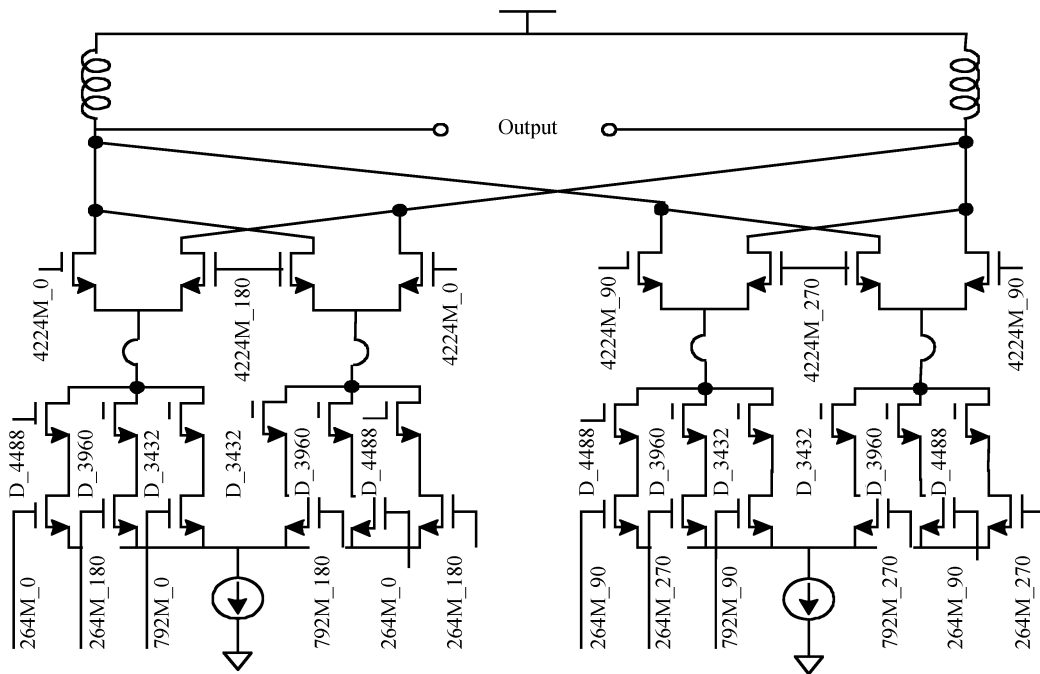 Output
4224M_0
4224M_180
4224M_0
4224M_90
4224M_270
4224M_90
D_4488
D_3960
D_3432
D_3432
D_3960
D_4488
D_4488
D_3960
D_3432
D_3432
D_3960
D_4488
264M_0
264M_180
792M_0
792M_180
264M_0
264M_180
264M_90
264M_270
792M_90
792M_270
264M_90
264M_270